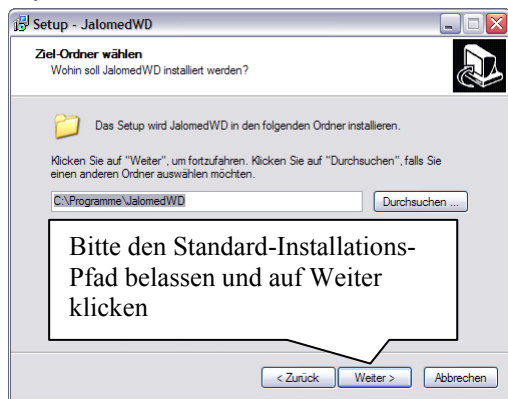 Setup - JalomedWD
Ziel-Ordner wählen
Wohin soll JalomedWD installiert werden?
Das Setup wird JalomedWD in den folgenden Ordner installieren.
Klicken Sie auf "Weiter", um fortzufahren. Klicken Sie auf "Durchsuchen", falls Sie
einen anderen Ordner auswählen möchten.
C:\Programme\JalomedWD
Durchsuchen ...
Bitte den Standard-Installations-
Pfad belassen und auf Weiter
klicken
< Zurück
Weiter >
Abbrechen